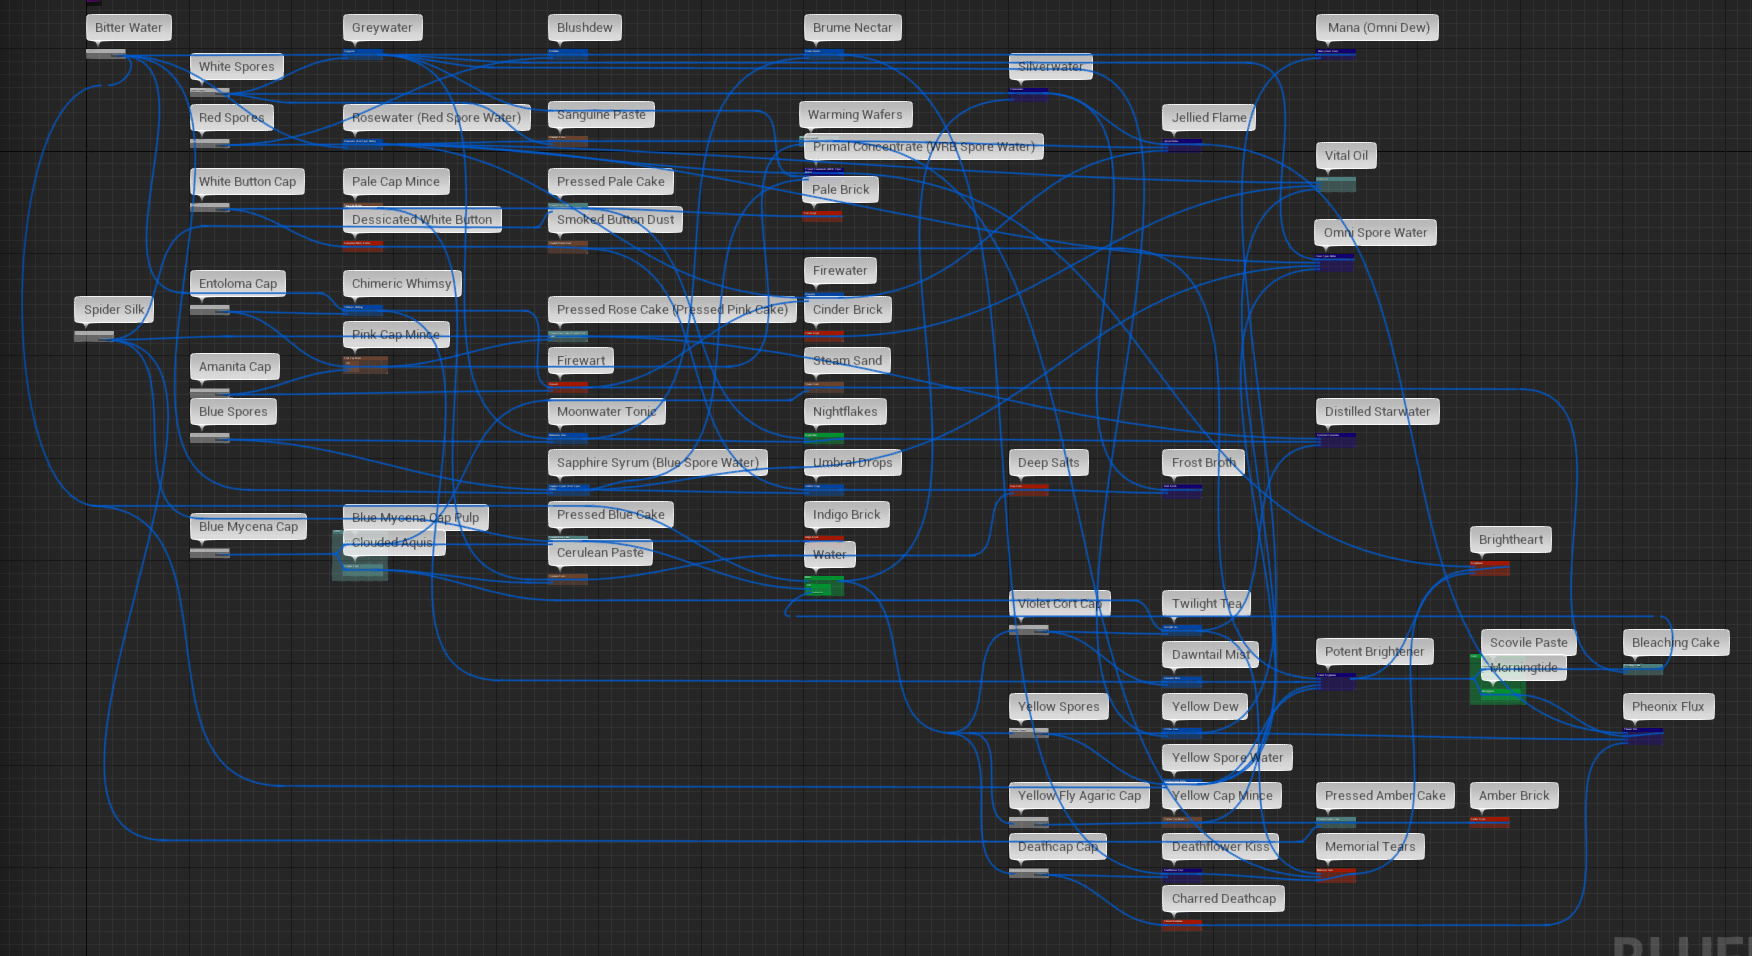 Bitter Water
Greywater
Blushdew
Brume Nectar
Mana (Omni Dew)
White Spores
Silverwater
Red Spores
Rosewater (Red Spore Water)
Sanguine Paste
Warming Wafers
Jellied Flame
Primal Concentrate (WRB Spore Water)
Vital Oil
White Button Cap
Pale Cap Mince
Pressed Pale Cake
Pale Brick
Dessicated White Button
Smoked Button Dust
Omni Spore Water
Firewater
Entoloma Cap
Chimeric Whimsy
Spider Silk
Pressed Rose Cake (Pressed Pink Cake)
Cinder Brick
Pink Cap Mince
Amanita Cap
Firewart
Steam Sand
Blue Spores
Moonwater Tonic
Nightflakes
Distilled Starwater
Sapphire Syrum (Blue Spore Water)
Umbral Drops
Deep Salts
Frost Broth
Blue Mycena Cap
Blue Mycena Cap Pulp
Pressed Blue Cake
Indigo Brick
Clouded Aquis
Cerulean Paste
Water
Brightheart
Violet Cort Cap
Twilight Tea
Dawntail Mist
Potent Brightener
Scovile Paste
Bleaching Cake
Morningtide
Yellow Spores
Yellow Dew
Pheonix Flux
Yellow Spore Water
Yellow Fly Agaric Cap
Yellow Cap Mince
Pressed Amber Cake
Amber Brick
Deathcap Cap
Deathflower Kiss
Memorial Tears
Charred Deathcap